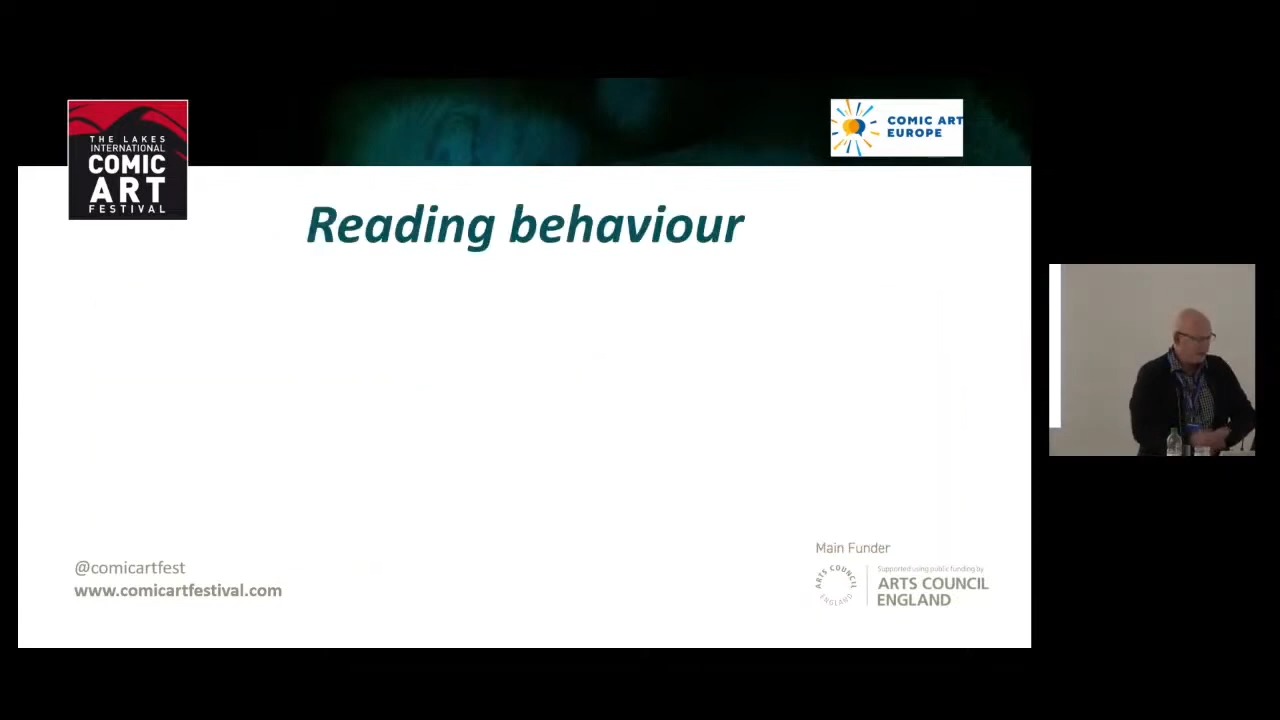 THE LAKES
INTERNATIONAL
COMIC
ART
FESTIVAL
COMIC ART
EUROPE
Reading behaviour
@comicartfest
www.comicartfestival.com
Main Funder
ARTS COUNCIL
ENGLAND
Supported using public funding by
ARTS COUNCIL
ENGLAND